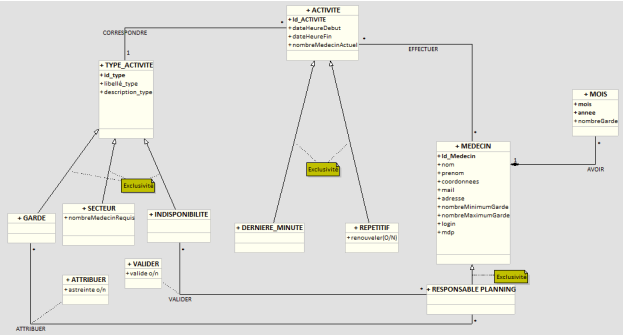 + ACTIVITE
+ Id_ACTIVITE
+ dateHeureDebut
+ dateHeureFin
+ nombreMedecinActuel
*
CORRESPONDRE
1
*
EFFECTUER
*
+ TYPE_ACTIVITE
+ id_type
+ libellé_type
+ description_type
+ MOIS
+ mois
+ annee
+ nombreGarde
*
AVOIR
1
+ MEDECIN
+ Id_Medecin
+ nom
+ prenom
+ coordonnees
+ mail
+ adresse
+ nombreMinimumGarde
+ nombreMaximumGarde
+ login
+ mdp
Exclusivité
Exclusivité
+ GARDE
+ SECTEUR
+ nombreMedecinRequis
+ INDISPONIBILITE
+ DERNIERE_MINUTE
+ REPETITIF
+ renouveler(O/N)
*
*
+ VALIDER
+ valide o/n
VALIDER
*
+ ATTRIBUER
+ astreinte o/n
ATTRIBUER
Exclusivité
+ RESPONSABLE PLANNING
*